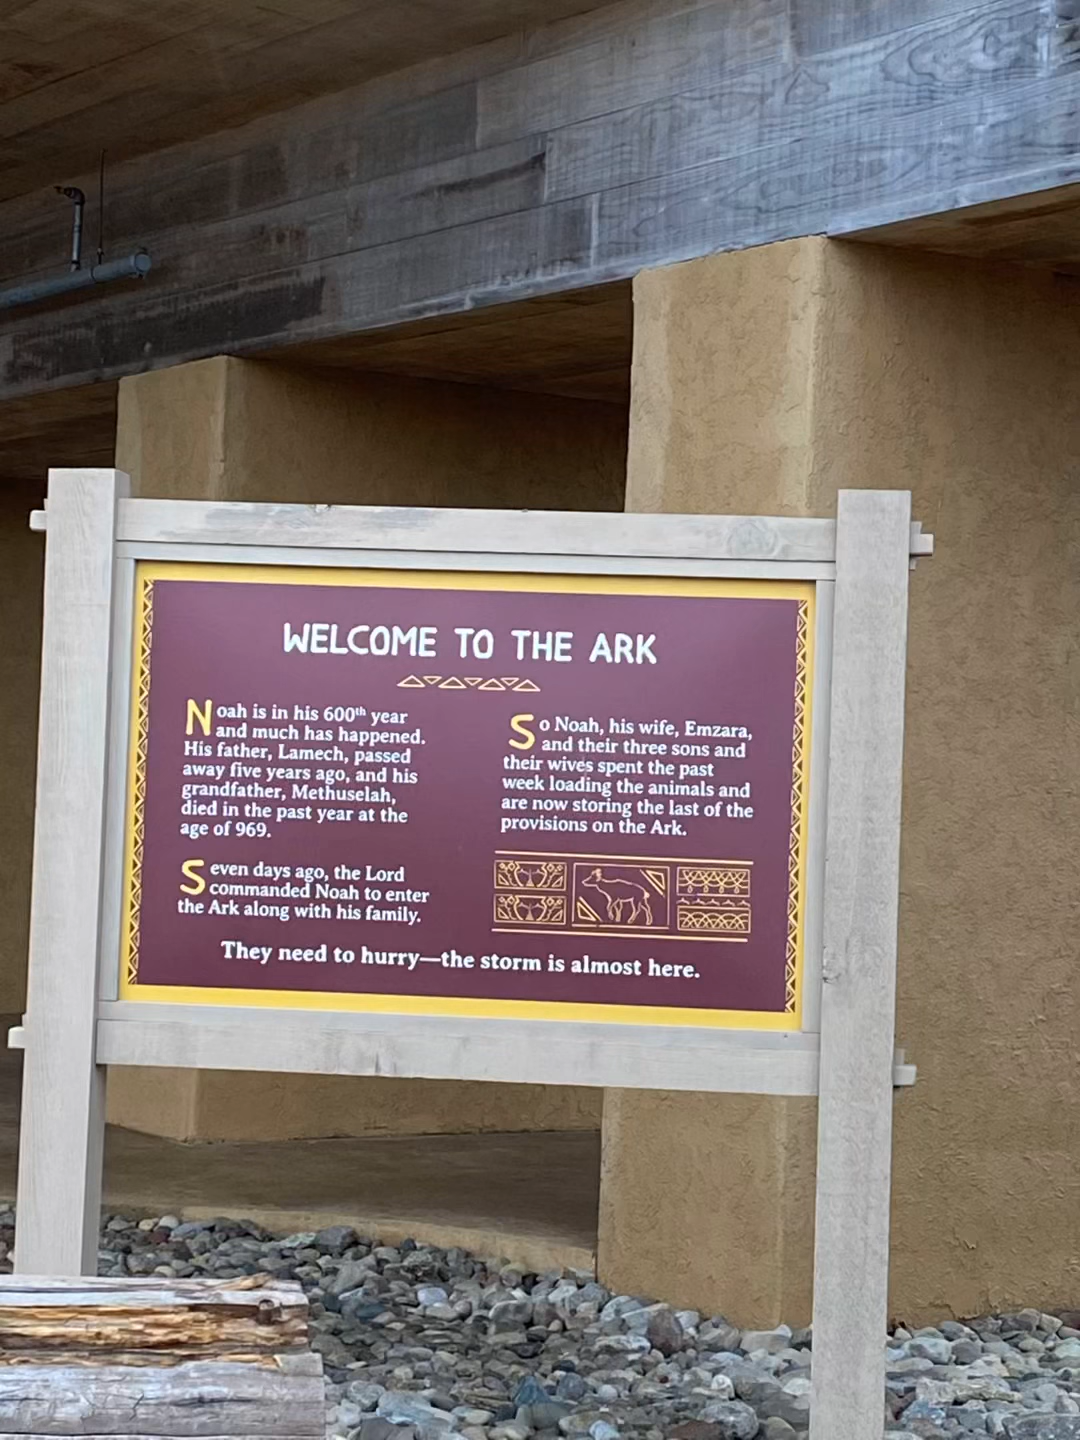 WELCOME TO THE ARK
Noah is in his 600th year
and much has happened.
His father, Lamech, passed
away five years ago, and his
grandfather, Methuselah,
died in the past year at the
age of 969.
Seven days ago, the Lord
commanded Noah to enter
the Ark along with his family.
So Noah, his wife, Emzara,
and their three sons and
their wives spent the past
week loading the animals and
are now storing the last of the
provisions on the Ark.
They need to hurry—the storm is almost here.